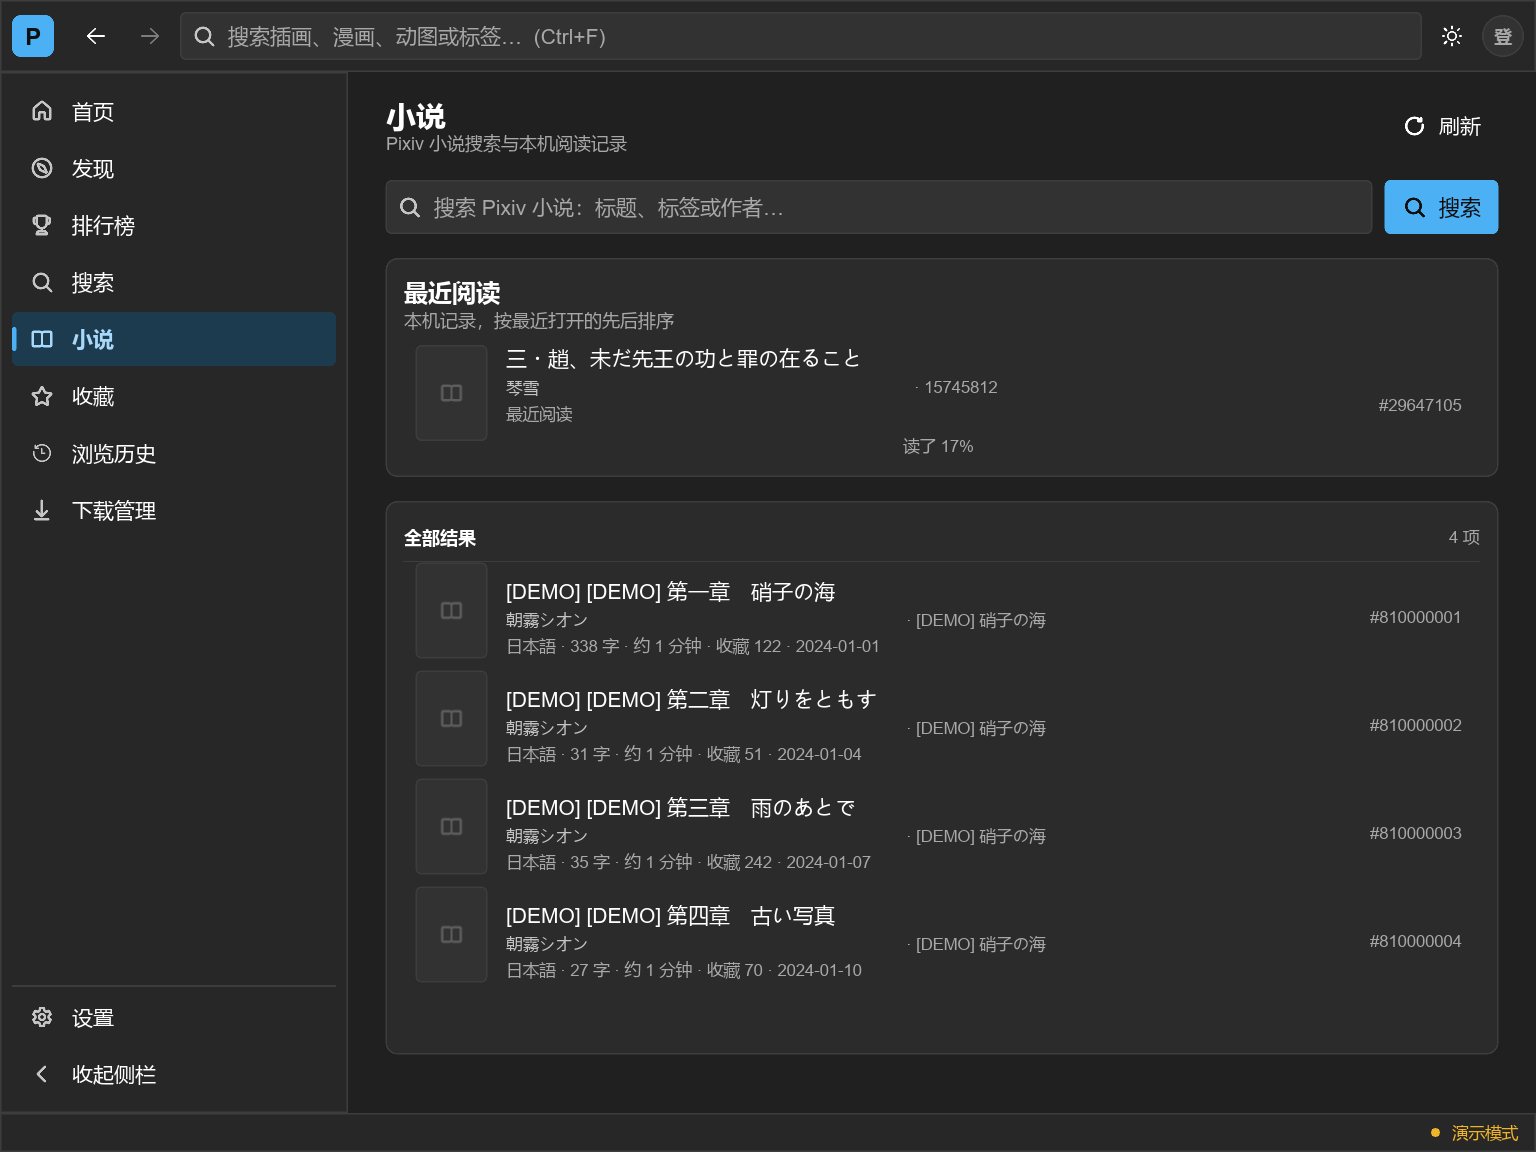 P
搜索插画、漫画、动图或标签… (Ctrl+F)
登
首页
发现
排行榜
搜索
小说
收藏
浏览历史
下载管理
设置
收起侧栏
小说
Pixiv 小说搜索与本机阅读记录
刷新
搜索 Pixiv 小说：标题、标签或作者…
搜索
最近阅读
本机记录，按最近打开的先后排序
三・趙、未だ先王の功と罪の在ること
琴雪 · 15745812
最近阅读
#29647105
读了 17%
全部结果
4 项
[DEMO] [DEMO] 第一章　硝子の海
朝霧シオン · [DEMO] 硝子の海
#810000001
日本語 · 338 字 · 约 1 分钟 · 收藏 122 · 2024-01-01
[DEMO] [DEMO] 第二章　灯りをともす
朝霧シオン · [DEMO] 硝子の海
#810000002
日本語 · 31 字 · 约 1 分钟 · 收藏 51 · 2024-01-04
[DEMO] [DEMO] 第三章　雨のあとで
朝霧シオン · [DEMO] 硝子の海
#810000003
日本語 · 35 字 · 约 1 分钟 · 收藏 242 · 2024-01-07
[DEMO] [DEMO] 第四章　古い写真
朝霧シオン · [DEMO] 硝子の海
#810000004
日本語 · 27 字 · 约 1 分钟 · 收藏 70 · 2024-01-10
演示模式